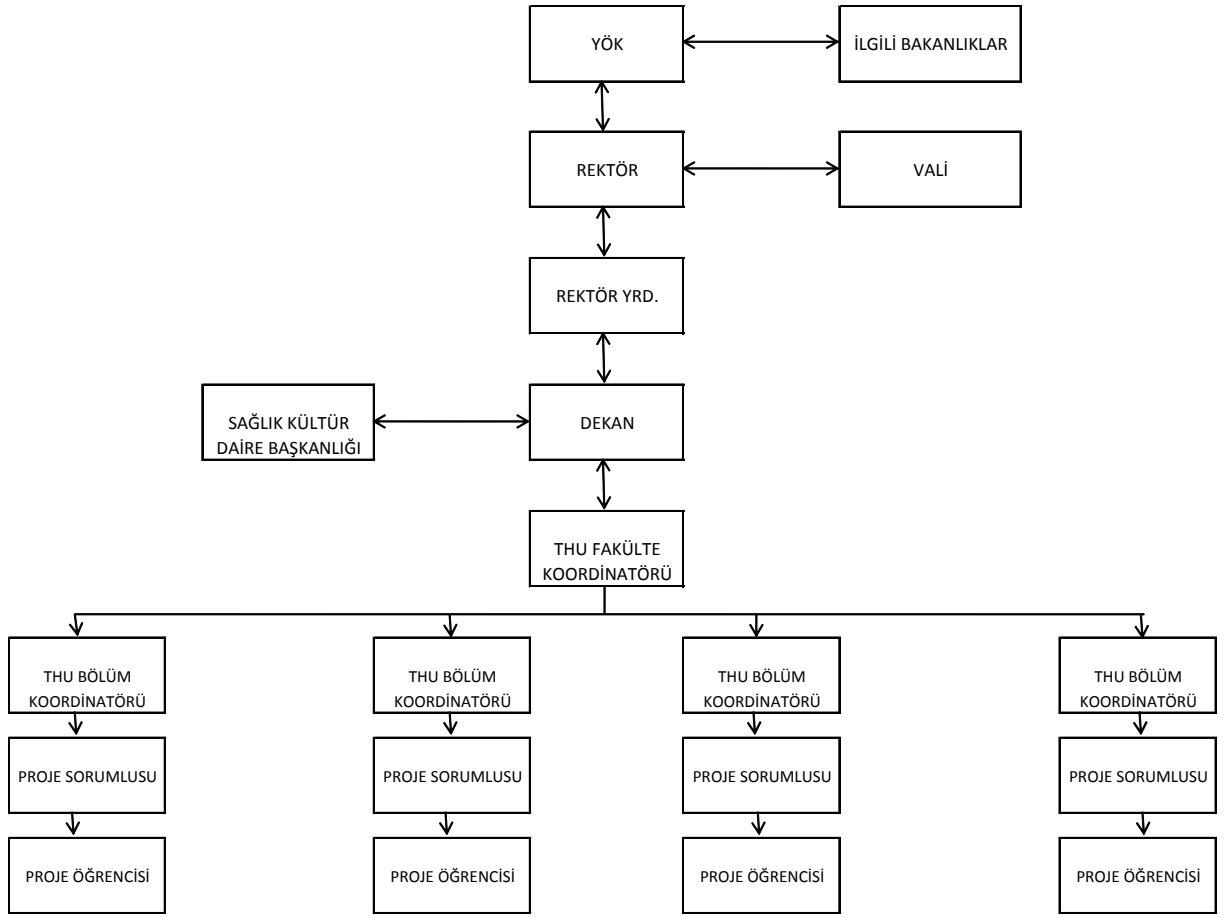 YÖK
İLGİLİ BAKANLIKLAR
REKTÖR
VALİ
REKTÖR YRD.
SAĞLIK KÜLTÜR
DAİRE BAŞKANLIĞI
DEKAN
THU FAKÜLTE
KOORDİNATÖRÜ
THU BÖLÜM
KOORDİNATÖRÜ
THU BÖLÜM
KOORDİNATÖRÜ
THU BÖLÜM
KOORDİNATÖRÜ
THU BÖLÜM
KOORDİNATÖRÜ
PROJE SORUMLUSU
PROJE SORUMLUSU
PROJE SORUMLUSU
PROJE SORUMLUSU
PROJE ÖĞRENCİSİ
PROJE ÖĞRENCİSİ
PROJE ÖĞRENCİSİ
PROJE ÖĞRENCİSİ